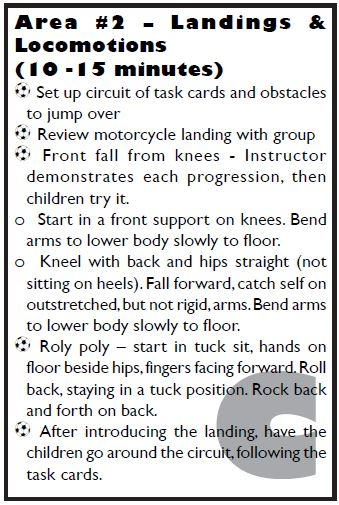 Area #2 – Landings &
Locomotions
(10 -15 minutes)
Set up circuit of task cards and obstacles
to jump over
Review motorcycle landing with group
Front fall from knees - Instructor
demonstrates each progression, then
children try it.
o Start in a front support on knees. Bend
arms to lower body slowly to floor.
o Kneel with back and hips straight (not
sitting on heels). Fall forward, catch self on
outstretched, but not rigid, arms. Bend arms
to lower body slowly to floor.
Roly poly – start in tuck sit, hands on
floor beside hips, fingers facing forward. Roll
back, staying in a tuck position. Rock back
and forth on back.
After introducing the landing, have the
children go around the circuit, following the
task cards.
G